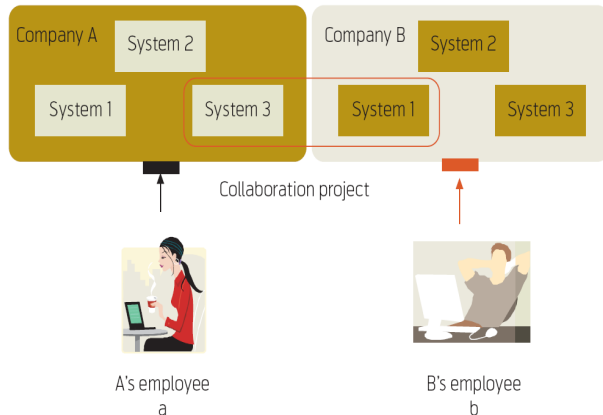 Company A
System 2
System 1
System 3
Company B
System 2
System 1
System 3
Collaboration project
A's employee
a
B's employee
b